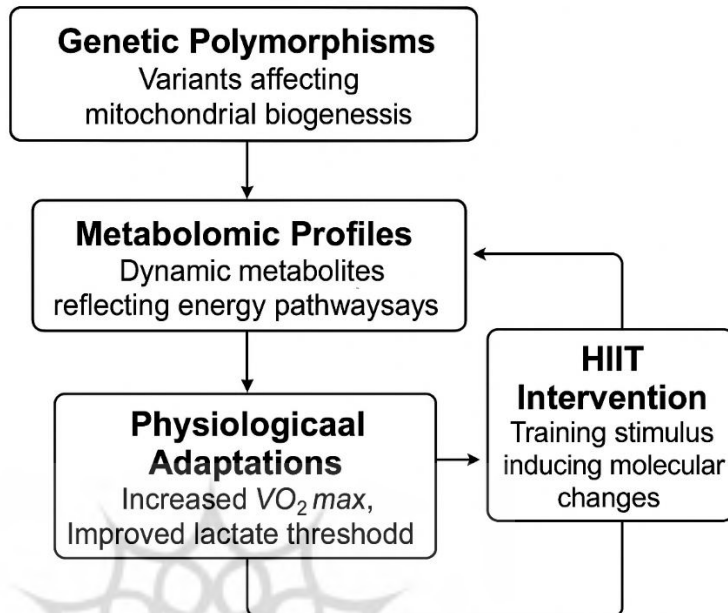 Genetic Polymorphisms
Variants affecting
mitochondrial biogenessis
Metabolomic Profiles
Dynamic metabolites
reflecting energy pathwaysays
Physiologicaal
Adaptations
Increased VO₂ max,
Improved lactate thresholdd
HIIT
Intervention
Training stimulus
inducing molecular
changes